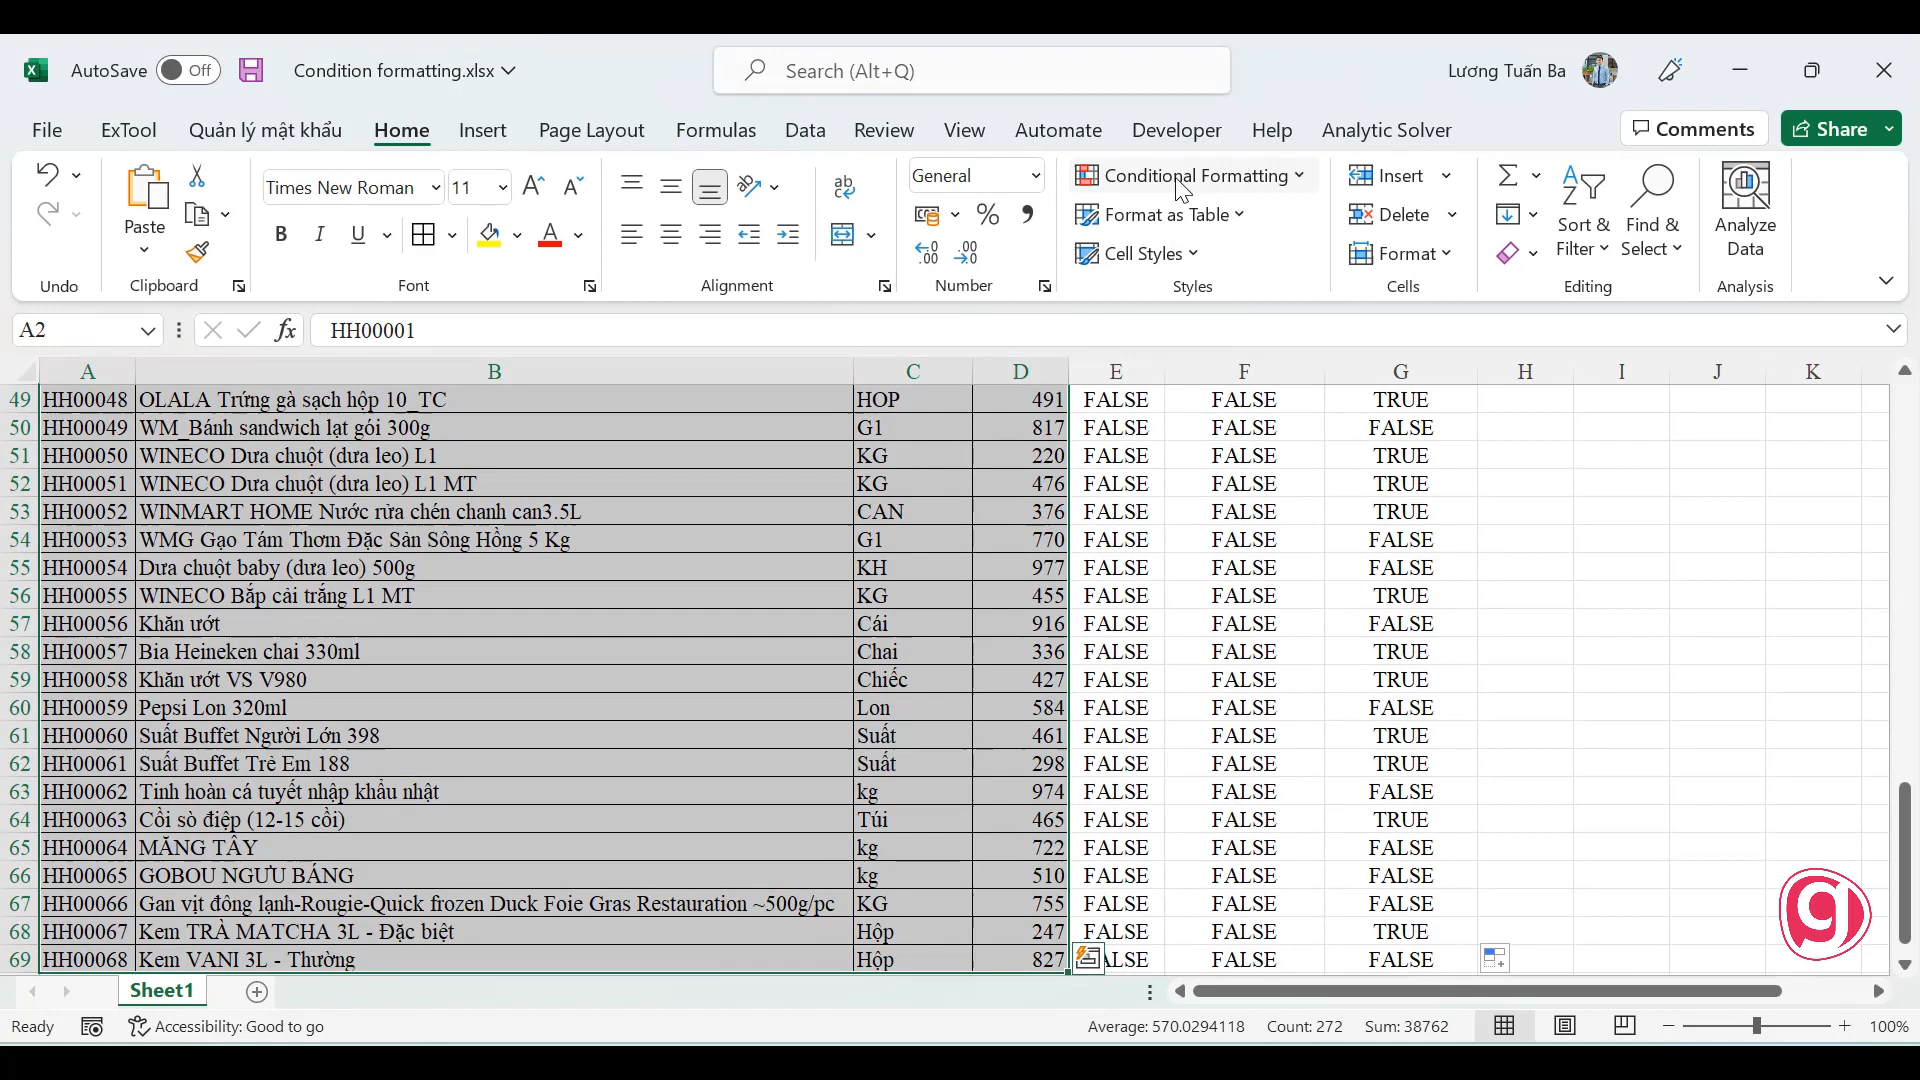 AutoSave Off Condition formatting.xlsx Search (Alt+Q) Lương Tuấn Ba
File ExTool Quản lý mật khẩu Home Insert Page Layout Formulas Data Review View Automate Developer Help Analytic Solver Comments Share
Paste
Times New Roman 11
B I U A
ab
General
% 9
Conditional Formatting
Format as Table
Cell Styles
Insert
Delete
Format
Sort &
Filter
Find &
Select
Analyze
Data
Undo Clipboard Font Alignment Number Styles Cells Editing Analysis
A2 fx HH00001
A B C D E F G H I J K
49 HH00048 OLALA Trứng gà sạch hộp 10_TC HOP 491 FALSE FALSE TRUE
50 HH00049 WM_Bánh sandwich lạt gói 300g G1 817 FALSE FALSE FALSE
51 HH00050 WINECO Dưa chuột (dưa leo) L1 KG 220 FALSE FALSE TRUE
52 HH00051 WINECO Dưa chuột (dưa leo) L1 MT KG 476 FALSE FALSE TRUE
53 HH00052 WINMART HOME Nước rửa chén chanh can3.5L CAN 376 FALSE FALSE TRUE
54 HH00053 WMG Gạo Tám Thơm Đặc Sản Sông Hồng 5 Kg G1 770 FALSE FALSE FALSE
55 HH00054 Dưa chuột baby (dưa leo) 500g KH 977 FALSE FALSE FALSE
56 HH00055 WINECO Bắp cải trắng L1 MT KG 455 FALSE FALSE TRUE
57 HH00056 Khăn ướt Cái 916 FALSE FALSE FALSE
58 HH00057 Bia Heineken chai 330ml Chai 336 FALSE FALSE TRUE
59 HH00058 Khăn ướt VS V980 Chiếc 427 FALSE FALSE TRUE
60 HH00059 Pepsi Lon 320ml Lon 584 FALSE FALSE FALSE
61 HH00060 Suất Buffet Người Lớn 398 Suất 461 FALSE FALSE TRUE
62 HH00061 Suất Buffet Trẻ Em 188 Suất 298 FALSE FALSE TRUE
63 HH00062 Tinh hoàn cá tuyết nhập khẩu nhật kg 974 FALSE FALSE FALSE
64 HH00063 Cồi sò điệp (12-15 cồi) Túi 465 FALSE FALSE TRUE
65 HH00064 MĂNG TÂY kg 722 FALSE FALSE FALSE
66 HH00065 GOBOU NGƯU BÁNG kg 510 FALSE FALSE FALSE
67 HH00066 Gan vịt đông lạnh-Rougie-Quick frozen Duck Foie Gras Restauration ~500g/pc KG 755 FALSE FALSE FALSE
68 HH00067 Kem TRÀ MATCHA 3L - Đặc biệt Hộp 247 FALSE FALSE TRUE
69 HH00068 Kem VANI 3L - Thường Hộp 827 ALSE FALSE FALSE
Sheet1
Ready Accessibility: Good to go Average: 570.0294118 Count: 272 Sum: 38762 100%